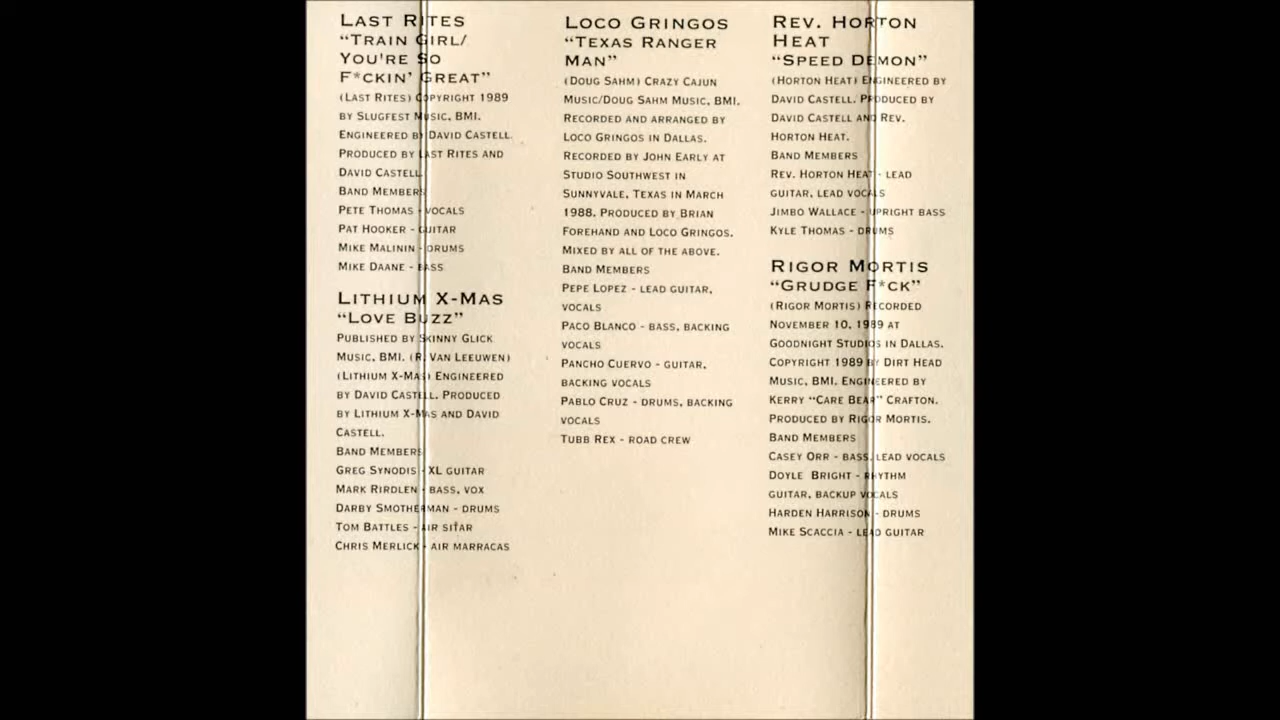 LAST RITES
“TRAIN GIRL/
YOU'RE SO
F*CKIN' GREAT”
(LAST RITES) COPYRIGHT 1989
BY SLUGFEST MUSIC, BMI.
ENGINEERED BY DAVID CASTELL.
PRODUCED BY LAST RITES AND
DAVID CASTELL
BAND MEMBERS
PETE THOMAS - VOCALS
PAT HOOKER - GUITAR
MIKE MALININ - DRUMS
MIKE DAANE - BASS
LITHIUM X-MAS
“LOVE BUZZ”
PUBLISHED BY SKINNY GLICK
MUSIC, BMI. (R. VAN LEEUWEN)
(LITHIUM X-MAS) ENGINEERED
BY DAVID CASTELL. PRODUCED
BY LITHIUM X-MAS AND DAVID
CASTELL.
BAND MEMBERS
GREG SYNODIS - XL GUITAR
MARK RIRDLEN - BASS, VOX
DARBY SMOTHERMAN - DRUMS
TOM BATTLES - AIR SITAR
CHRIS MERLICK - AIR MARRACAS
LOCO GRINGOS
“TEXAS RANGER
MAN”
(DOUG SAHM) CRAZY CAJUN
MUSIC/DOUG SAHM MUSIC, BMI.
RECORDED AND ARRANGED BY
LOCO GRINGOS IN DALLAS.
RECORDED BY JOHN EARLY AT
STUDIO SOUTHWEST IN
SUNNYVALE, TEXAS IN MARCH
1988. PRODUCED BY BRIAN
FOREHAND AND LOCO GRINGOS.
MIXED BY ALL OF THE ABOVE.
BAND MEMBERS
PEPE LOPEZ - LEAD GUITAR,
VOCALS
PACO BLANCO - BASS, BACKING
VOCALS
PANCHO CUERVO - GUITAR,
BACKING VOCALS
PABLO CRUZ - DRUMS, BACKING
VOCALS
TUBB REX - ROAD CREW
REV. HORTON
HEAT
“SPEED DEMON”
(HORTON HEAT) ENGINEERED BY
DAVID CASTELL. PRODUCED BY
DAVID CASTELL AND REV.
HORTON HEAT.
BAND MEMBERS
REV. HORTON HEAT - LEAD
GUITAR, LEAD VOCALS
JIMBO WALLACE - UPRIGHT BASS
KYLE THOMAS - DRUMS
RIGOR MORTIS
“GRUDGE F*CK”
(RIGOR MORTIS) RECORDED
NOVEMBER 10, 1989 AT
GOODNIGHT STUDIOS IN DALLAS.
COPYRIGHT 1989 BY DIRT HEAD
MUSIC, BMI. ENGINEERED BY
KERRY “CARE BEAR” CRAFTON.
PRODUCED BY RIGOR MORTIS.
BAND MEMBERS
CASEY ORR - BASS, LEAD VOCALS
DOYLE BRIGHT - RHYTHM
GUITAR, BACKUP VOCALS
HARDEN HARRISON - DRUMS
MIKE SCACCIA - LEAD GUITAR